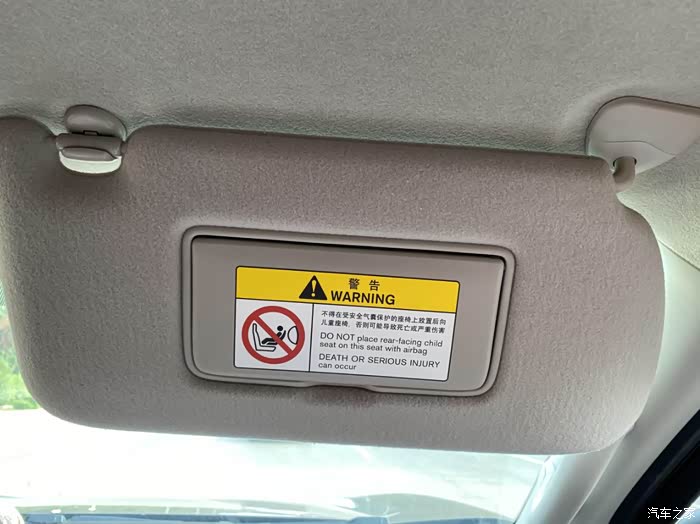 警告
WARNING
不得在受安全气囊保护的座椅上放置后向
儿童座椅，否则可能导致死亡或严重伤害
DO NOT place rear-facing child
seat on this seat with airbag
DEATH OR SERIOUS INJURY
can occur
汽车之家